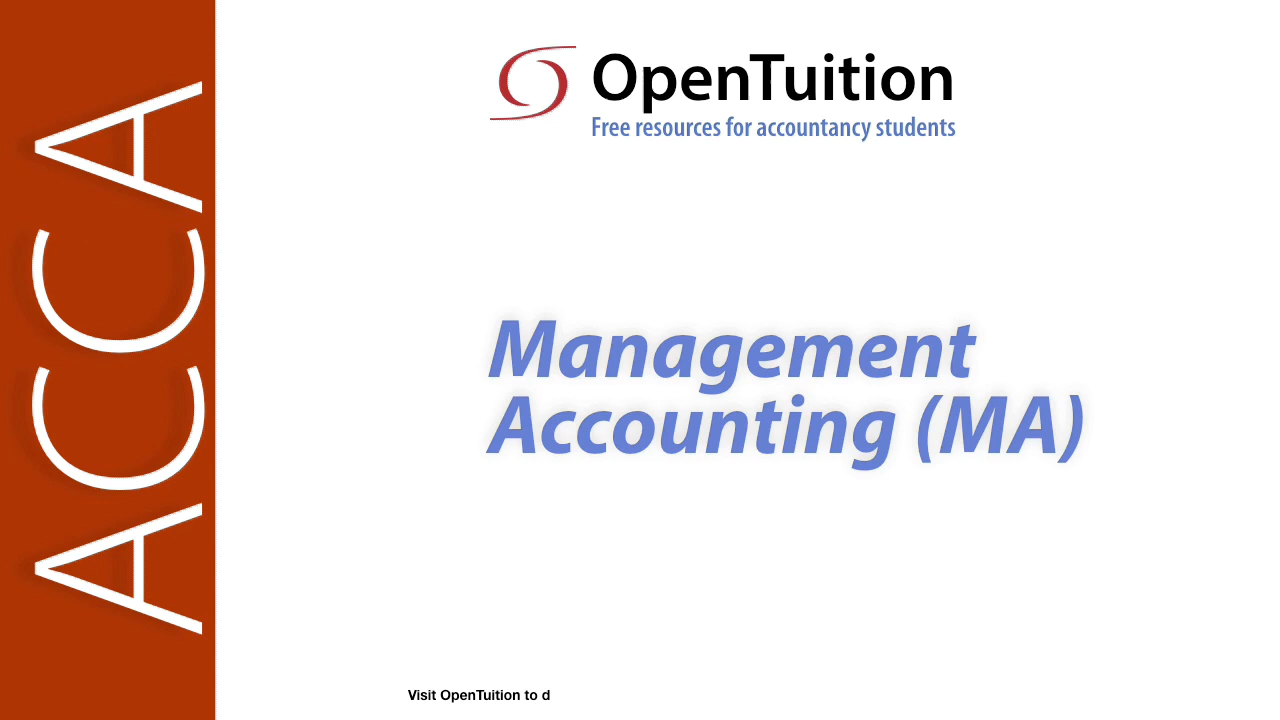 ACCA
OpenTuition
Free resources for accountancy students
Management
Accounting (MA)
Visit OpenTuition to d